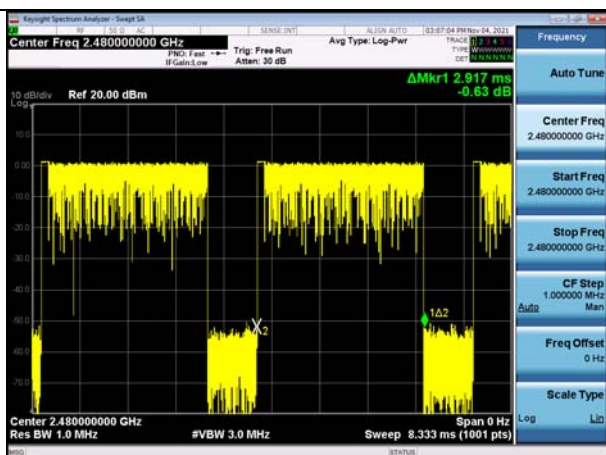 Keysight Spectrum Analyzer - Swept SA
RF 50 Ω AC SENSE:INT ALIGN AUTO 03:07:04 PM Nov 04, 2021
Center Freq 2.480000000 GHz
PNO: Fast
IFGain:Low
Trig: Free Run
Atten: 30 dB
Avg Type: Log-Pwr
TRACE 1 2 3 4 5 6
TYPE WWWWWW
DET N N N N N N
ΔMkr1 2.917 ms
-0.63 dB
10 dB/div Ref 20.00 dBm
Log
10.0
0.00
-10.0
-20.0
-30.0
-40.0
-50.0
-60.0
-70.0
X2
1Δ2
Center 2.480000000 GHz
Span 0 Hz
Res BW 1.0 MHz
#VBW 3.0 MHz
Sweep 8.333 ms (1001 pts)
MSG
STATUS
Frequency
Auto Tune
Center Freq
2.480000000 GHz
Start Freq
2.480000000 GHz
Stop Freq
2.480000000 GHz
CF Step
1.000000 MHz
Auto Man
Freq Offset
0 Hz
Scale Type
Log Lin